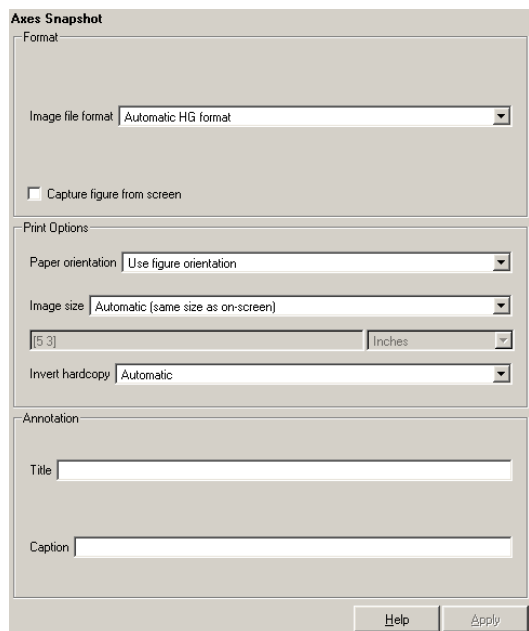 Axes Snapshot
Format
Image file format Automatic HG format
Capture figure from screen
Print Options
Paper orientation Use figure orientation
Image size Automatic (same size as on-screen)
[5 3] Inches
Invert hardcopy Automatic
Annotation
Title
Caption
Help Apply